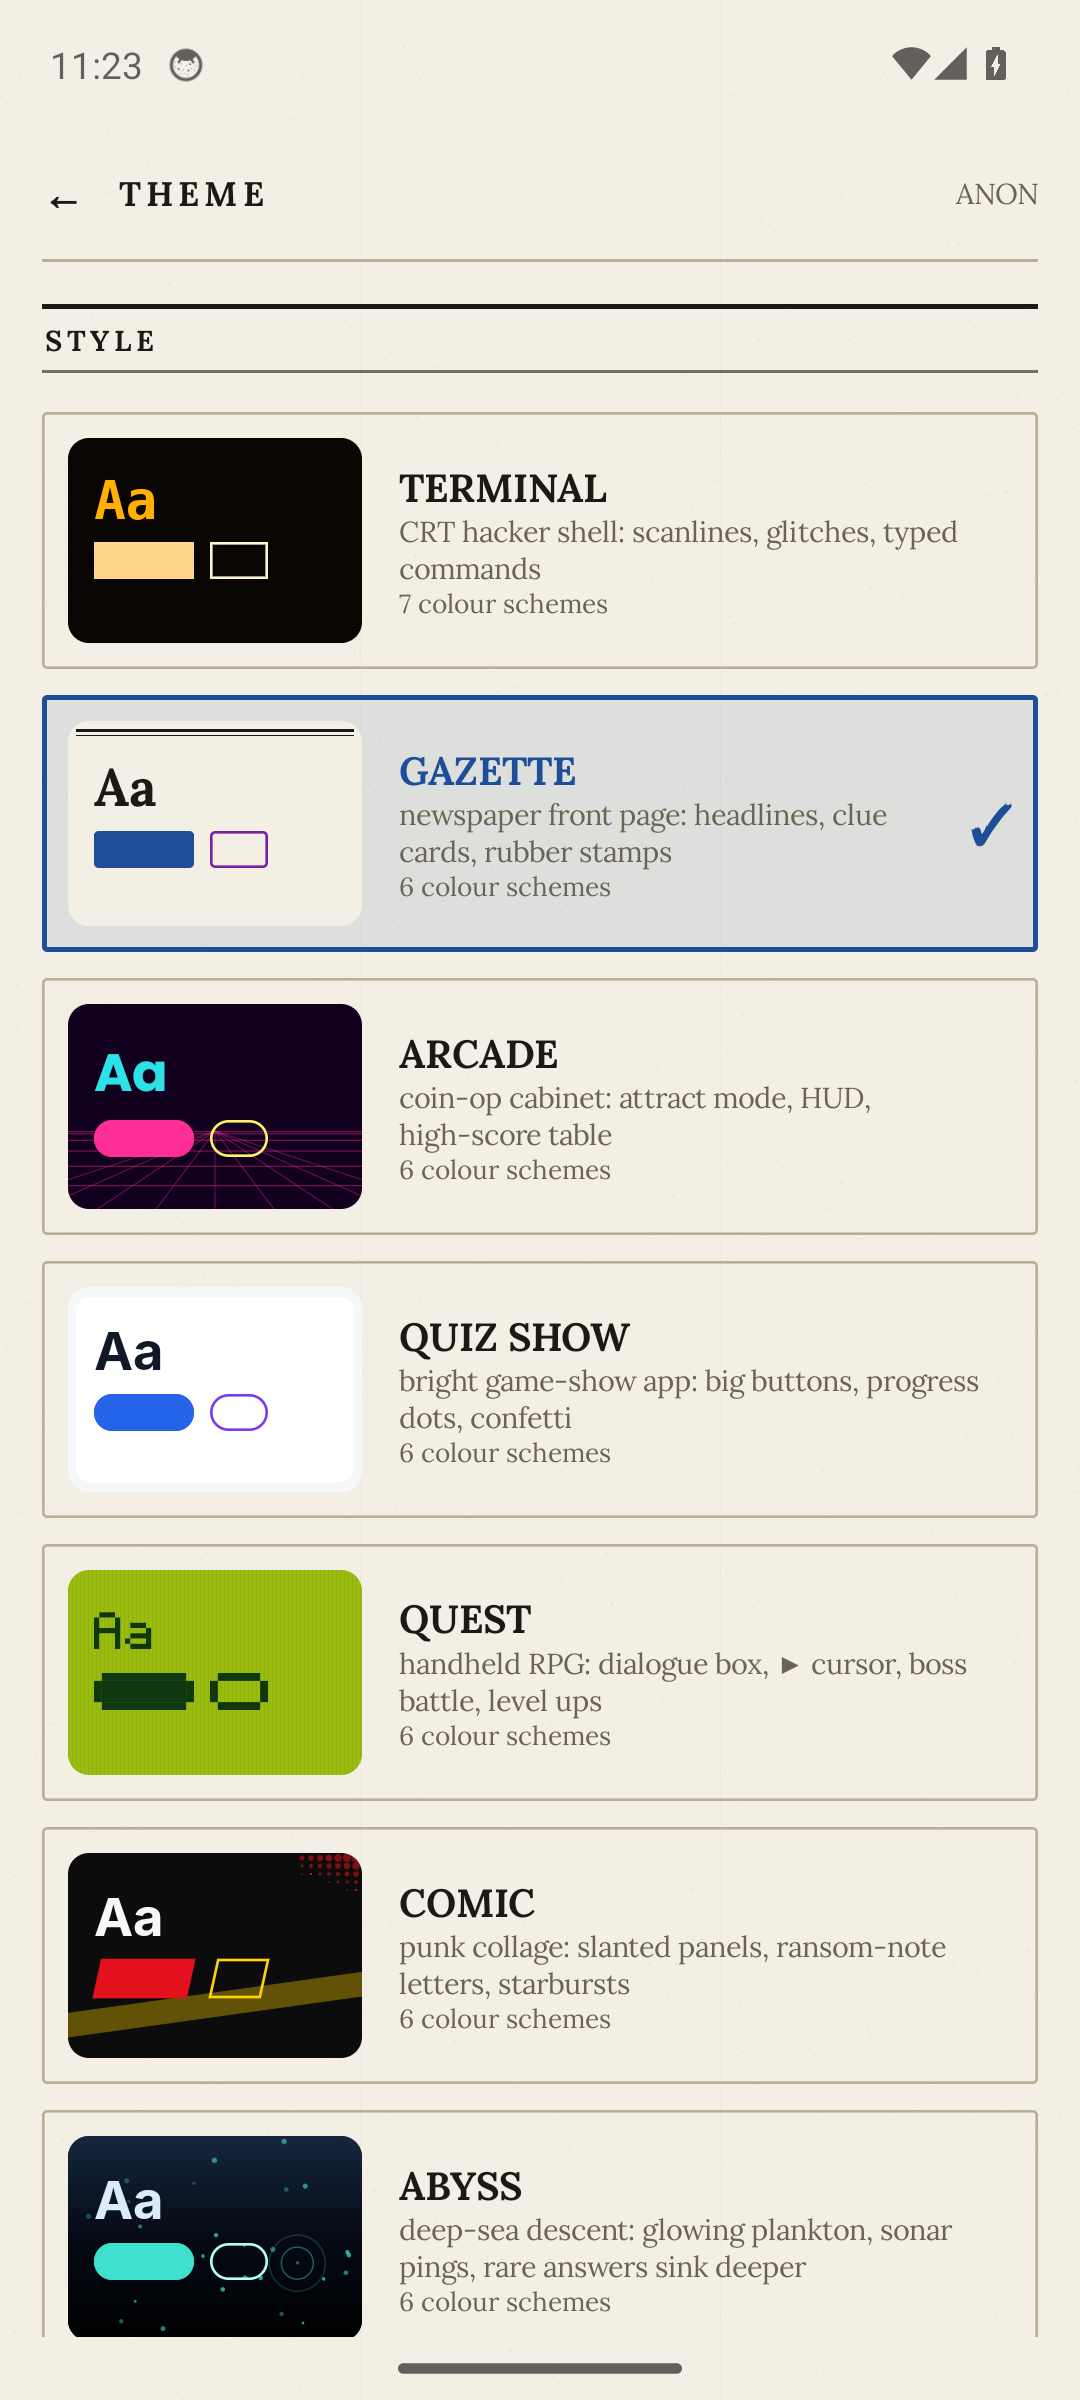 11:23
← THEME
ANON
STYLE
Aa
TERMINAL
CRT hacker shell: scanlines, glitches, typed
commands
7 colour schemes
Aa
GAZETTE
newspaper front page: headlines, clue
cards, rubber stamps
6 colour schemes
✓
Aa
ARCADE
coin-op cabinet: attract mode, HUD,
high-score table
6 colour schemes
Aa
QUIZ SHOW
bright game-show app: big buttons, progress
dots, confetti
6 colour schemes
Aa
QUEST
handheld RPG: dialogue box, ► cursor, boss
battle, level ups
6 colour schemes
Aa
COMIC
punk collage: slanted panels, ransom-note
letters, starbursts
6 colour schemes
Aa
ABYSS
deep-sea descent: glowing plankton, sonar
pings, rare answers sink deeper
6 colour schemes